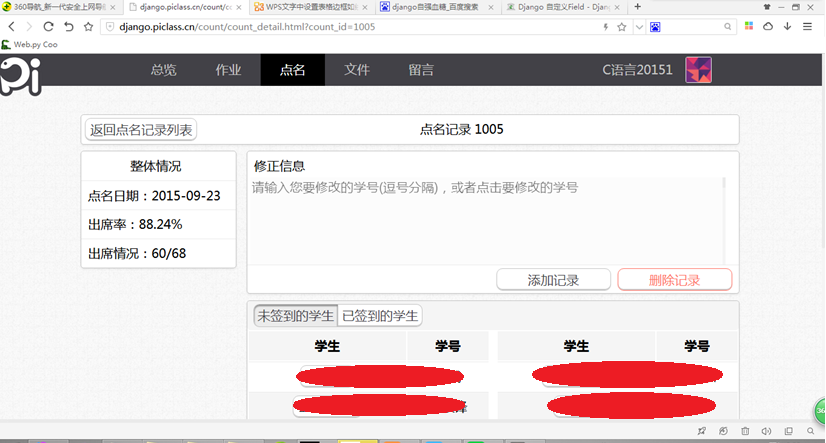 360导航_新一代安全上网导
django.piclass.cn/count/cc
WPS文字中设置表格边框如
django自强血糖_百度搜索
Django 自定义Field - Djan
django.piclass.cn/count/count_detail.html?count_id=1005
Web.py Coo
pi
总览 作业 点名 文件 留言 C语言20151
返回点名记录列表
点名记录 1005
整体情况
点名日期：2015-09-23
出席率：88.24%
出席情况：60/68
修正信息
请输入您要修改的学号(逗号分隔)，或者点击要修改的学号
添加记录 删除记录
未签到的学生 已签到的学生
学生 学号 学生 学号